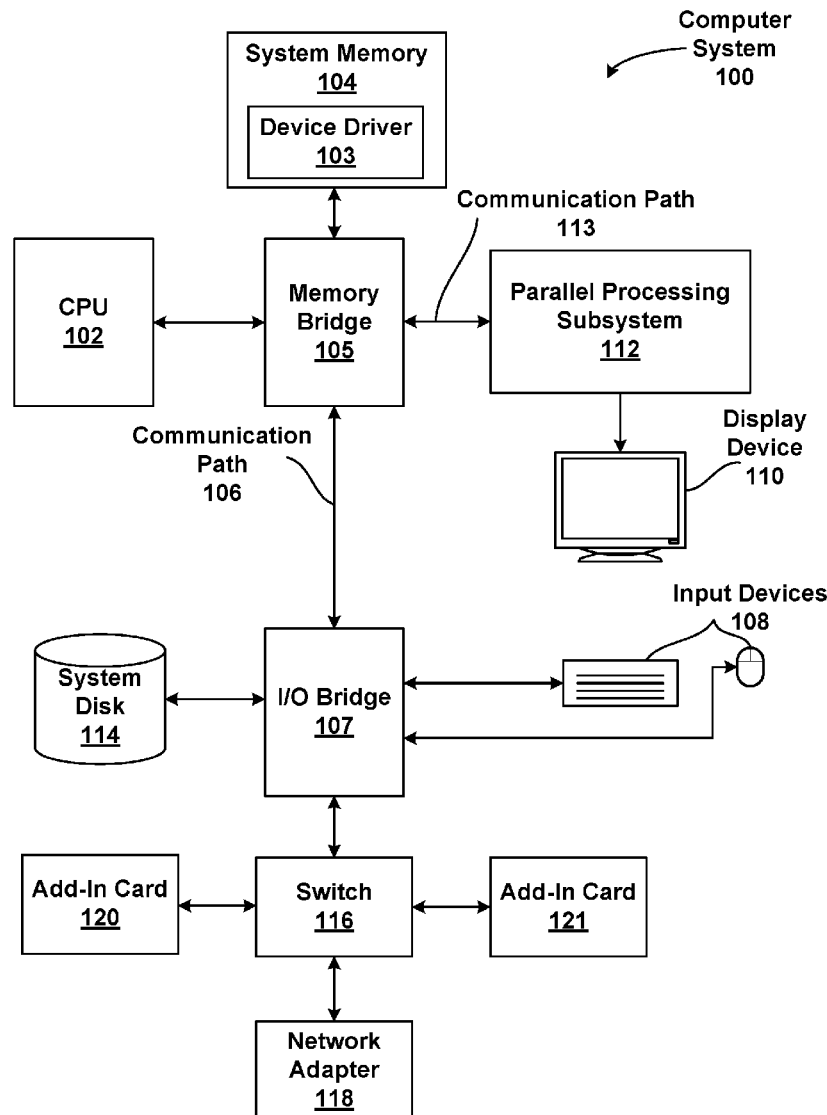 Computer
System
100
System Memory
104
Device Driver
103
Communication Path
113
CPU
102
Memory
Bridge
105
Parallel Processing
Subsystem
112
Communication
Path
106
Display
Device
110
Input Devices
108
System
Disk
114
I/O Bridge
107
Add-In Card
120
Switch
116
Add-In Card
121
Network
Adapter
118